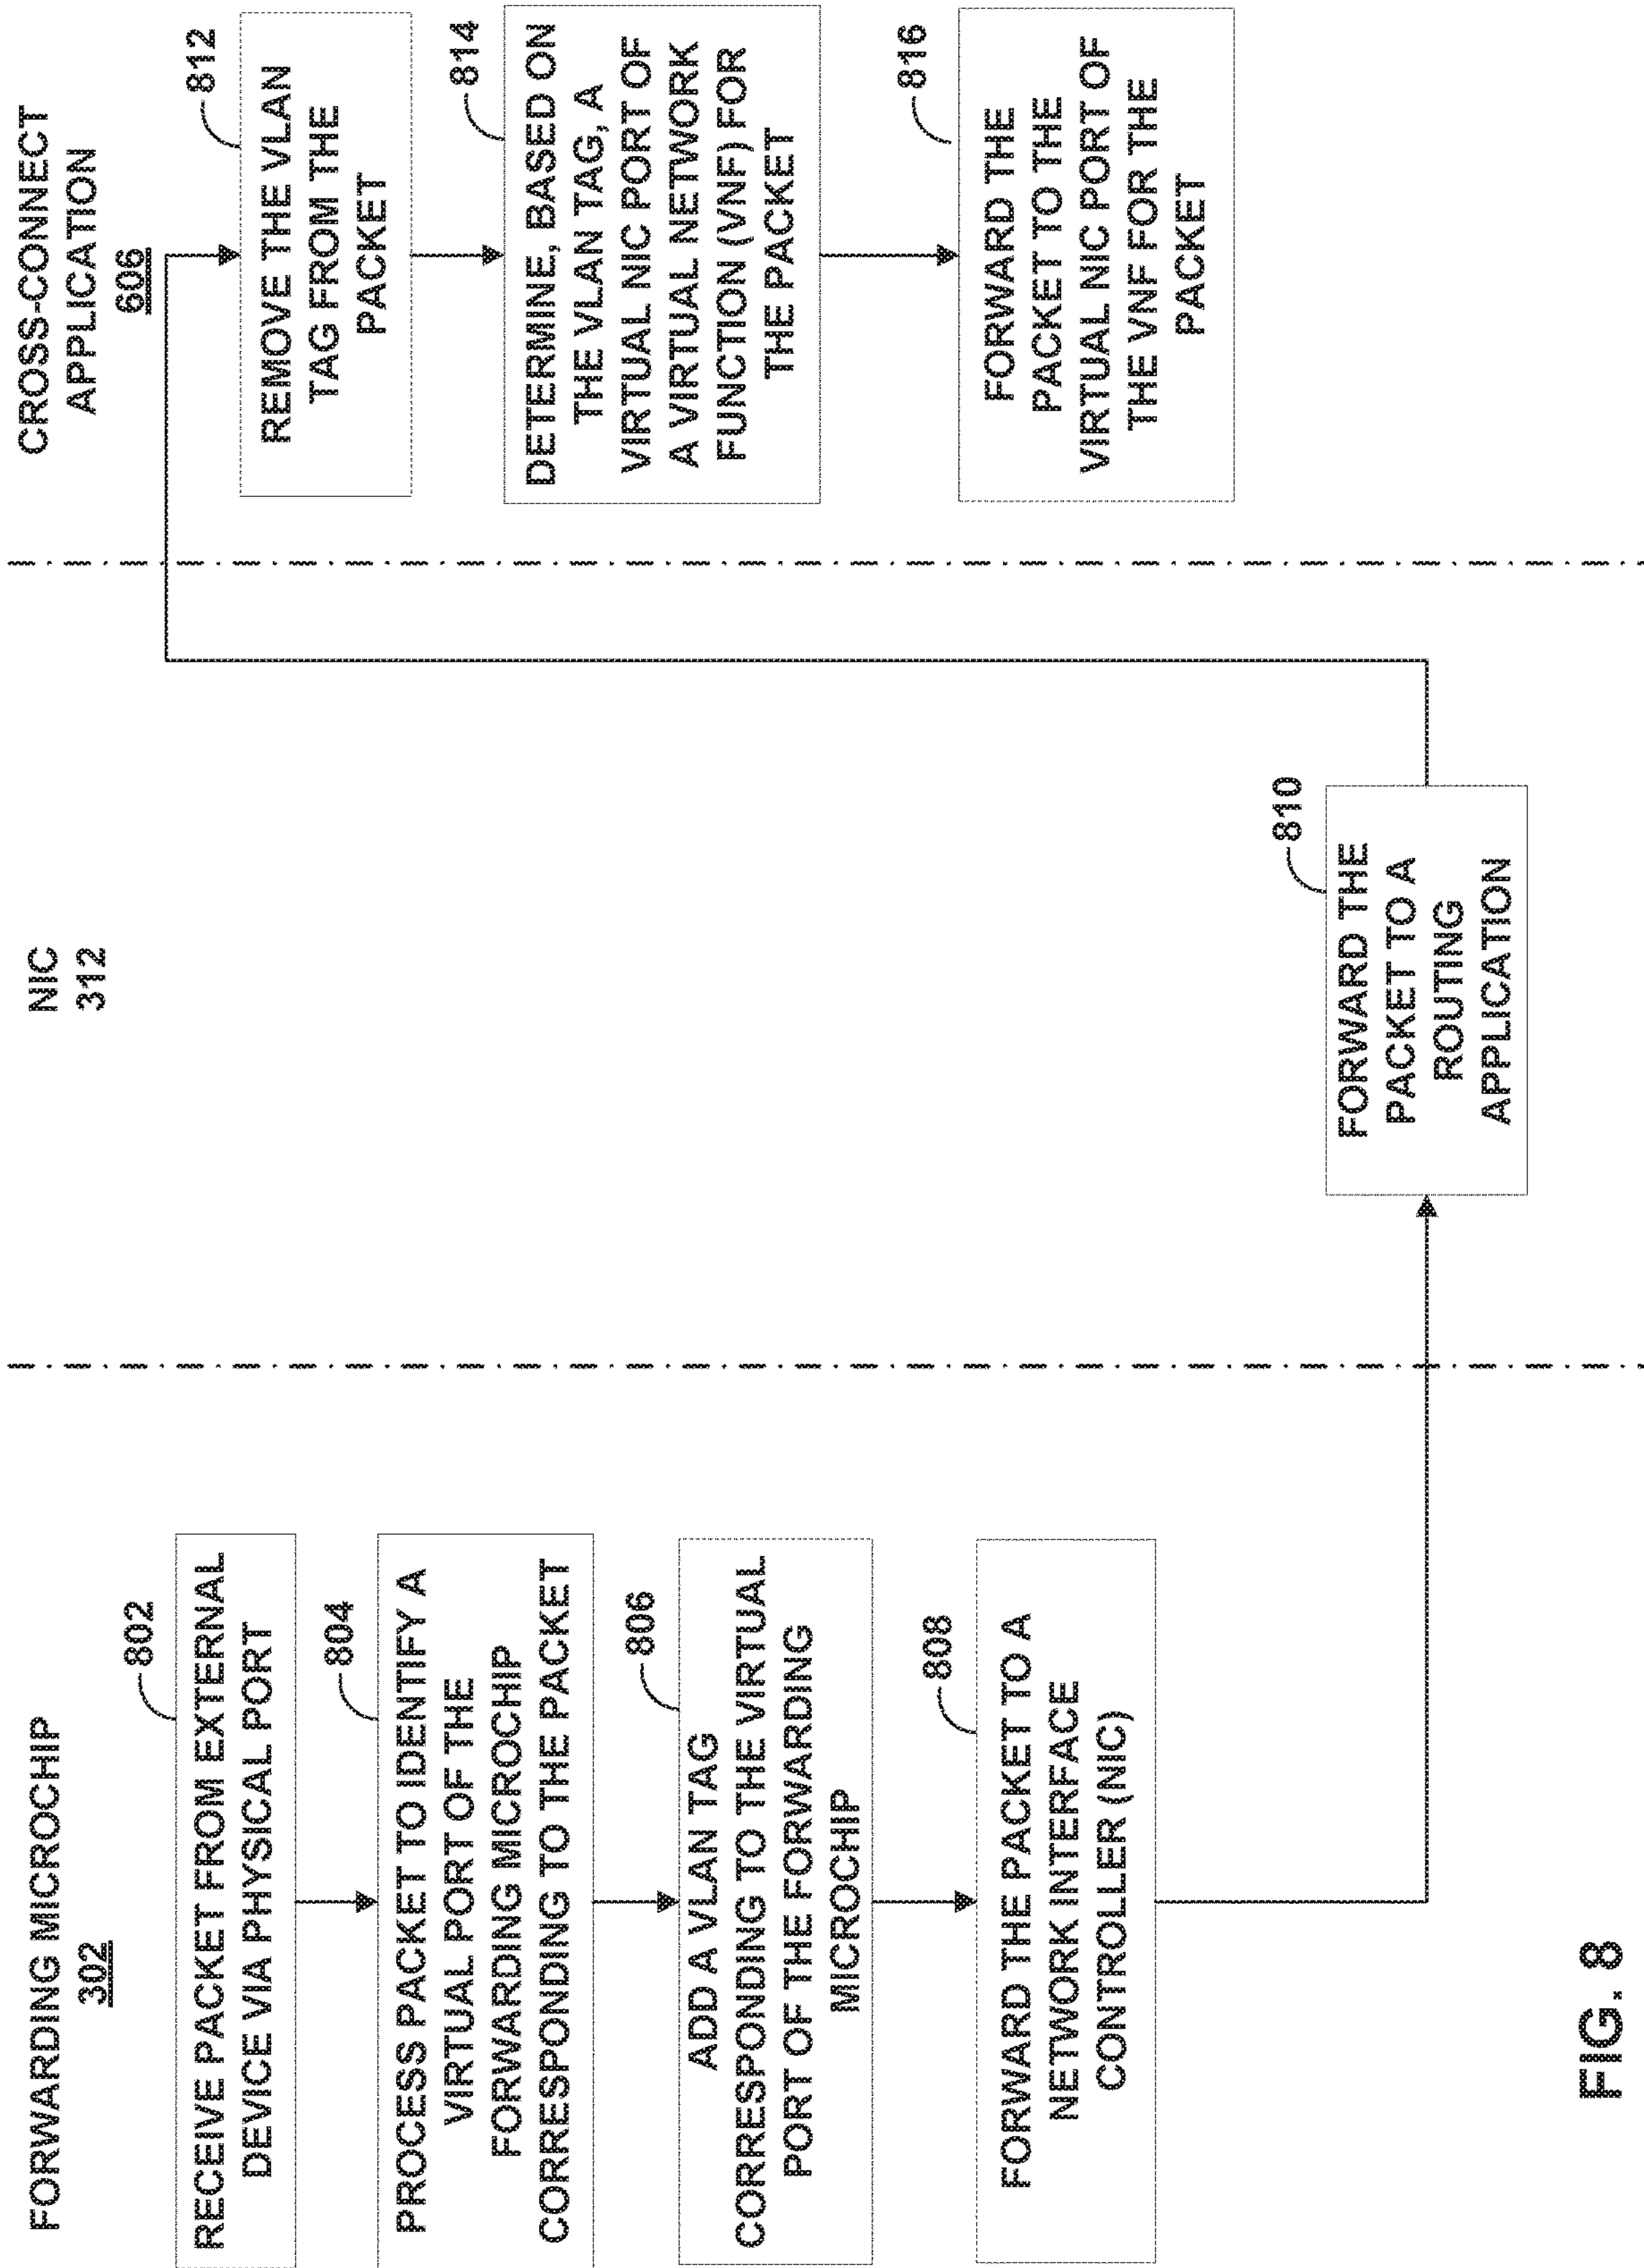 FORWARDING MICROCHIP
302
802
RECEIVE PACKET FROM EXTERNAL
DEVICE VIA PHYSICAL PORT
804
PROCESS PACKET TO IDENTIFY A
VIRTUAL PORT OF THE
FORWARDING MICROCHIP
CORRESPONDING TO THE PACKET
806
ADD A VLAN TAG
CORRESPONDING TO THE VIRTUAL
PORT OF THE FORWARDING
MICROCHIP
808
FORWARD THE PACKET TO A
NETWORK INTERFACE
CONTROLLER (NIC)
NIC
312
810
FORWARD THE
PACKET TO A
ROUTING
APPLICATION
CROSS-CONNECT
APPLICATION
606
812
REMOVE THE VLAN
TAG FROM THE
PACKET
814
DETERMINE, BASED ON
THE VLAN TAG, A
VIRTUAL NIC PORT OF
A VIRTUAL NETWORK
FUNCTION (VNF) FOR
THE PACKET
816
FORWARD THE
PACKET TO THE
VIRTUAL NIC PORT OF
THE VNF FOR THE
PACKET
FIG. 8